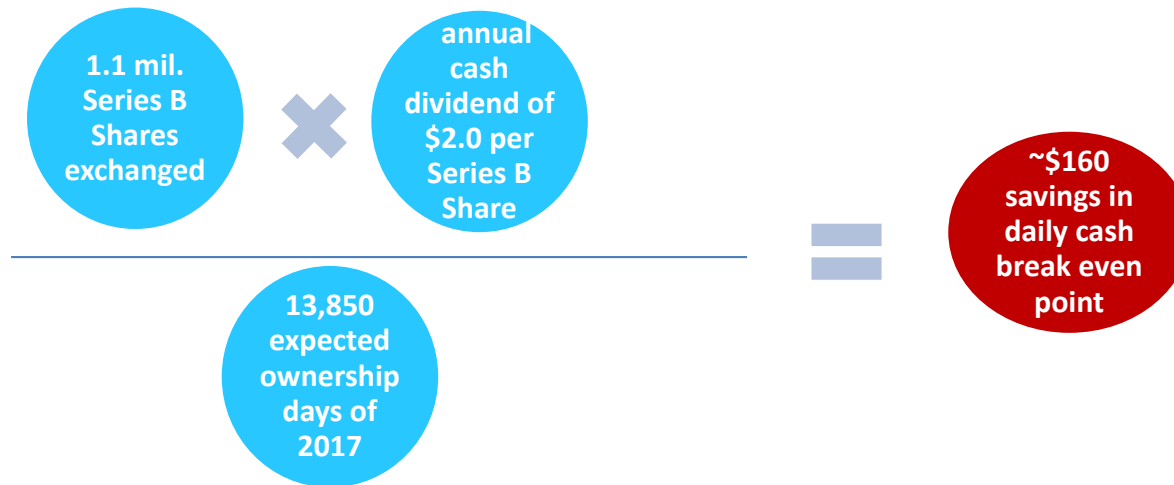 1.1 mil.
Series B
Shares
exchanged
annual
cash
dividend of
$2.0 per
Series B
Share
13,850
expected
ownership
days of
2017
~$160
savings in
daily cash
break even
point